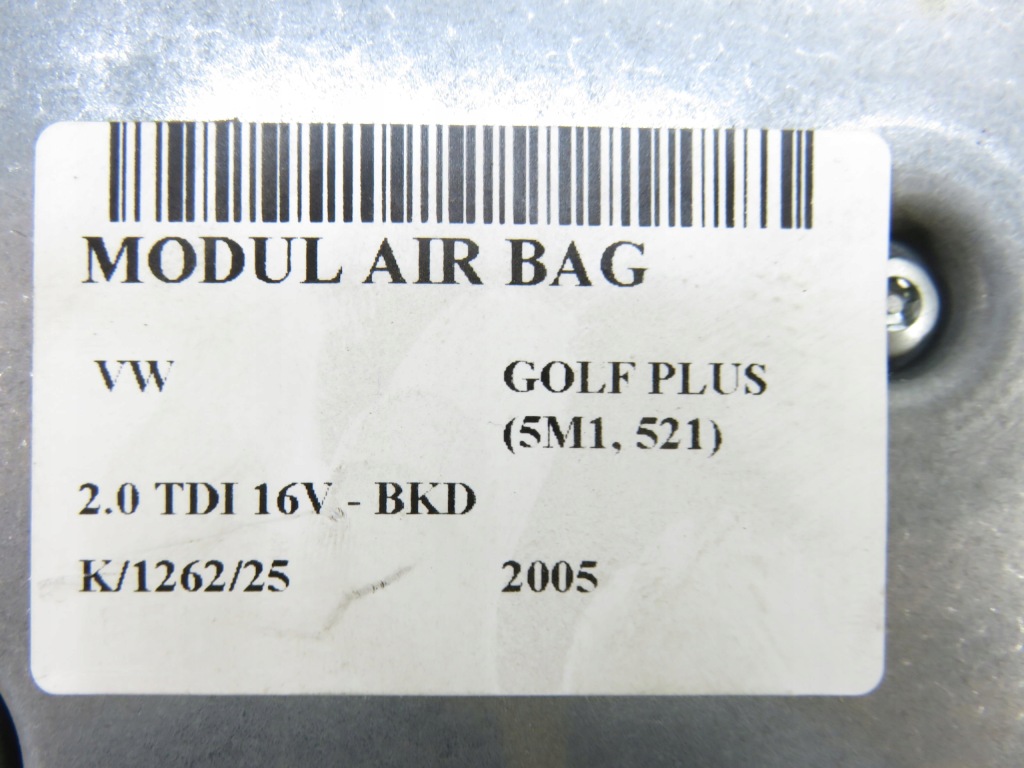 MODUL AIR BAG
VW GOLF PLUS
(5M1, 521)
2.0 TDI 16V - BKD
K/1262/25 2005